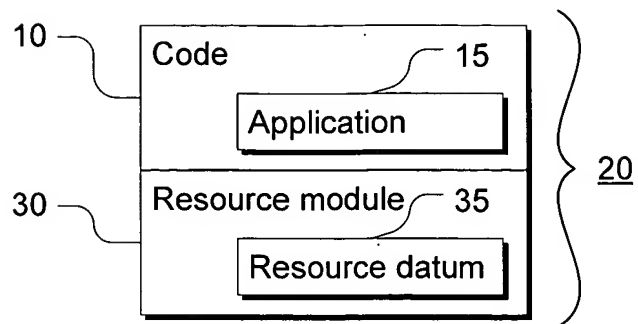 10
Code
15
Application
20
30
Resource module
35
Resource datum